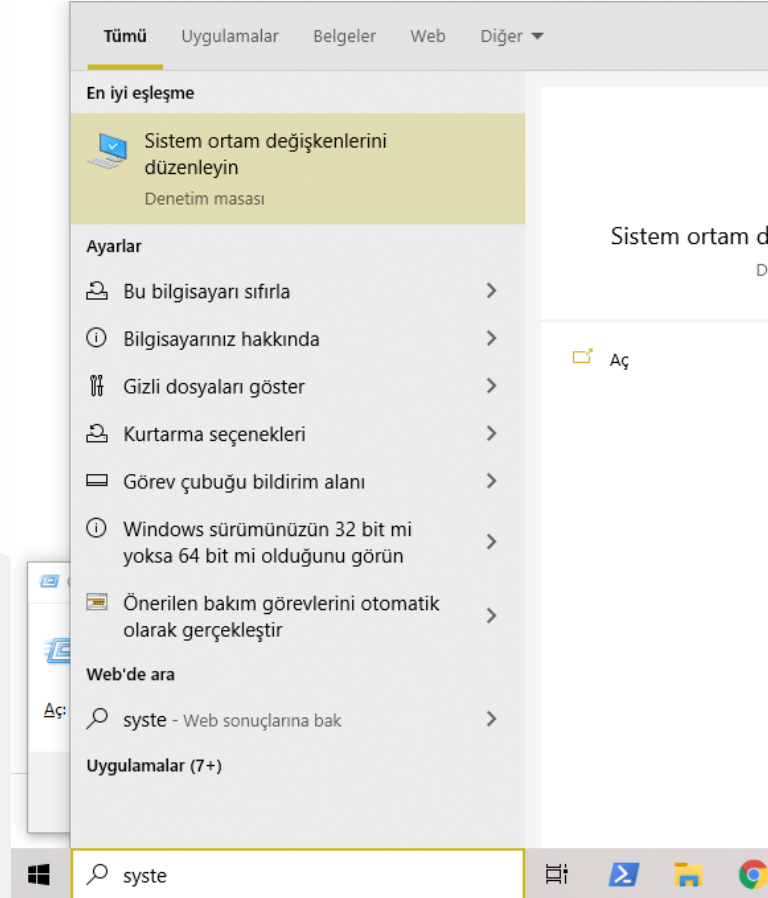 Tümü Uygulamalar Belgeler Web Diğer
En iyi eşleşme
Sistem ortam değişkenlerini
düzenleyin
Denetim masası
Sistem ortam d
D
Aç
Ayarlar
Bu bilgisayarı sıfırla
Bilgisayarınız hakkında
Gizli dosyaları göster
Kurtarma seçenekleri
Görev çubuğu bildirim alanı
Windows sürümünüzün 32 bit mi
yoksa 64 bit mi olduğunu görün
Önerilen bakım görevlerini otomatik
olarak gerçekleştir
Web'de ara
syste - Web sonuçlarına bak
Uygulamalar (7+)
Aç:
syste